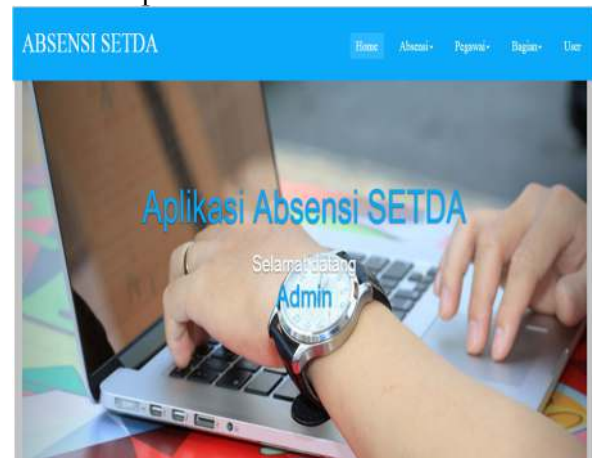 ABSENSI SETDA
Home Absensi Pegawai Bagian User
Aplikasi Absensi SETDA
Selamat datang
Admin